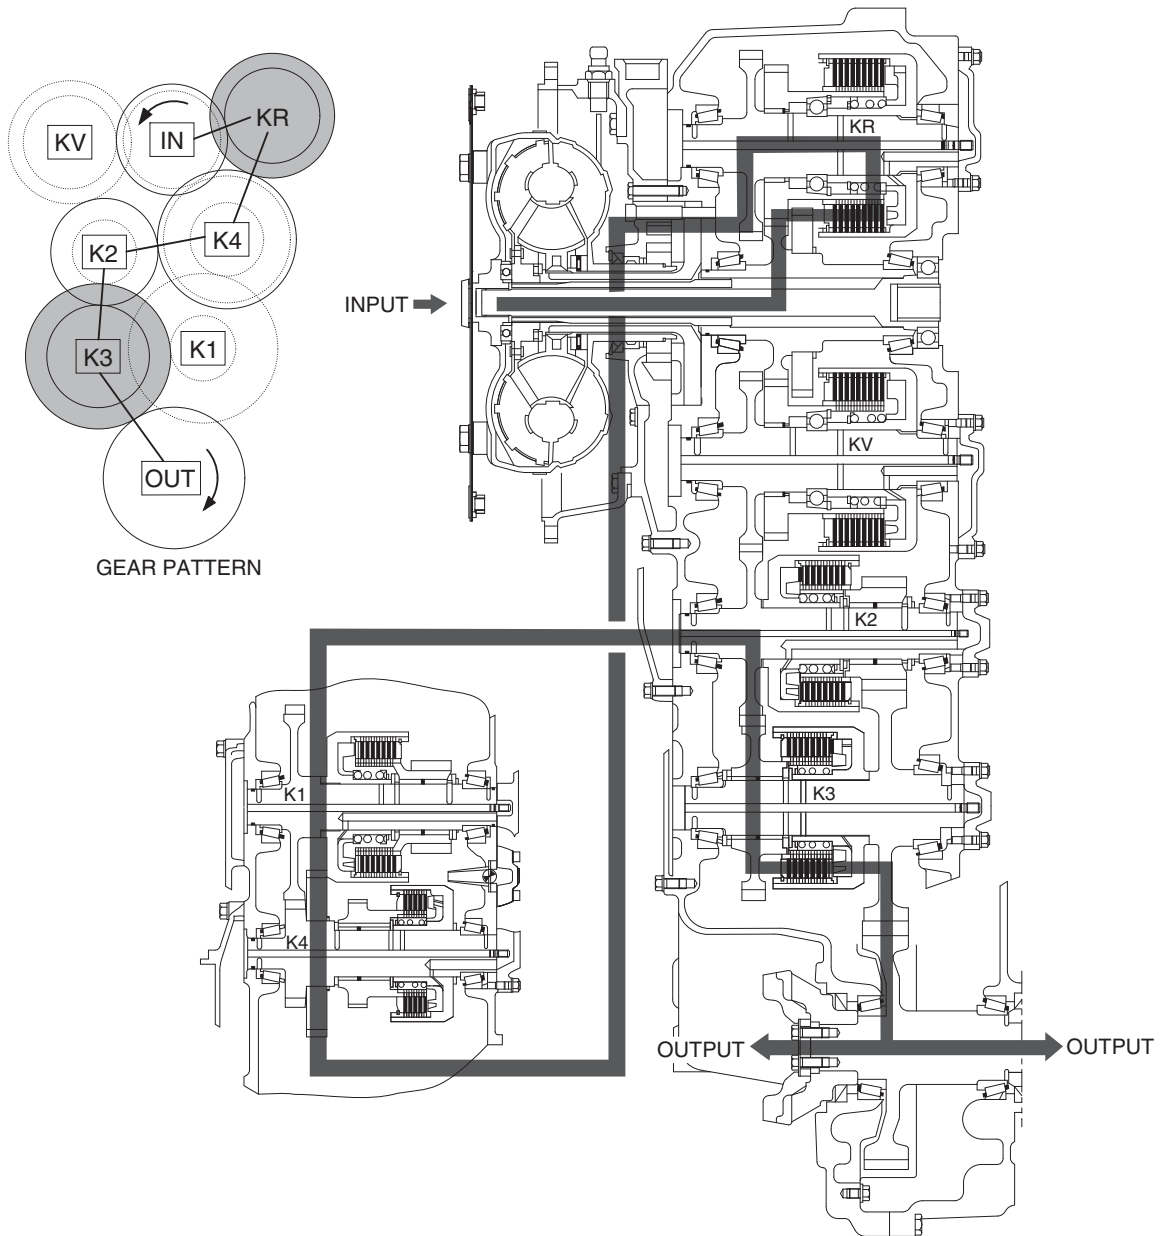 KV
IN
KR
K2
K4
K3
K1
OUT
GEAR PATTERN
INPUT
KR
KV
K2
K3
K1
K4
OUTPUT
OUTPUT